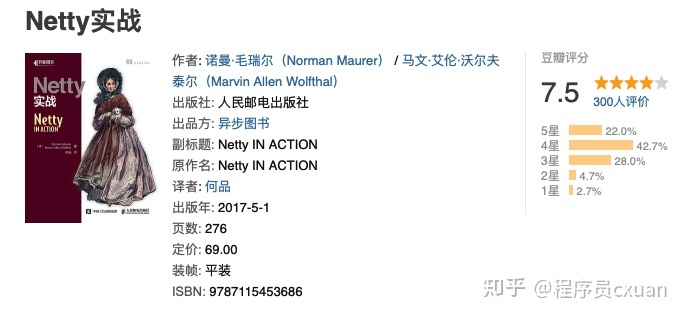 Netty实战
异步图书
Netty
实战
Netty
IN ACTION
作者: 诺曼·毛瑞尔（Norman Maurer） / 马文·艾伦·沃尔夫
泰尔（Marvin Allen Wolfthal）
出版社: 人民邮电出版社
出品方: 异步图书
副标题: Netty IN ACTION
原作名: Netty IN ACTION
译者: 何品
出版年: 2017-5-1
页数: 276
定价: 69.00
装帧: 平装
ISBN: 9787115453686
豆瓣评分
7.5
300人评价
5星 22.0%
4星 42.7%
3星 28.0%
2星 4.7%
1星 2.7%
知乎 @程序员cxuan